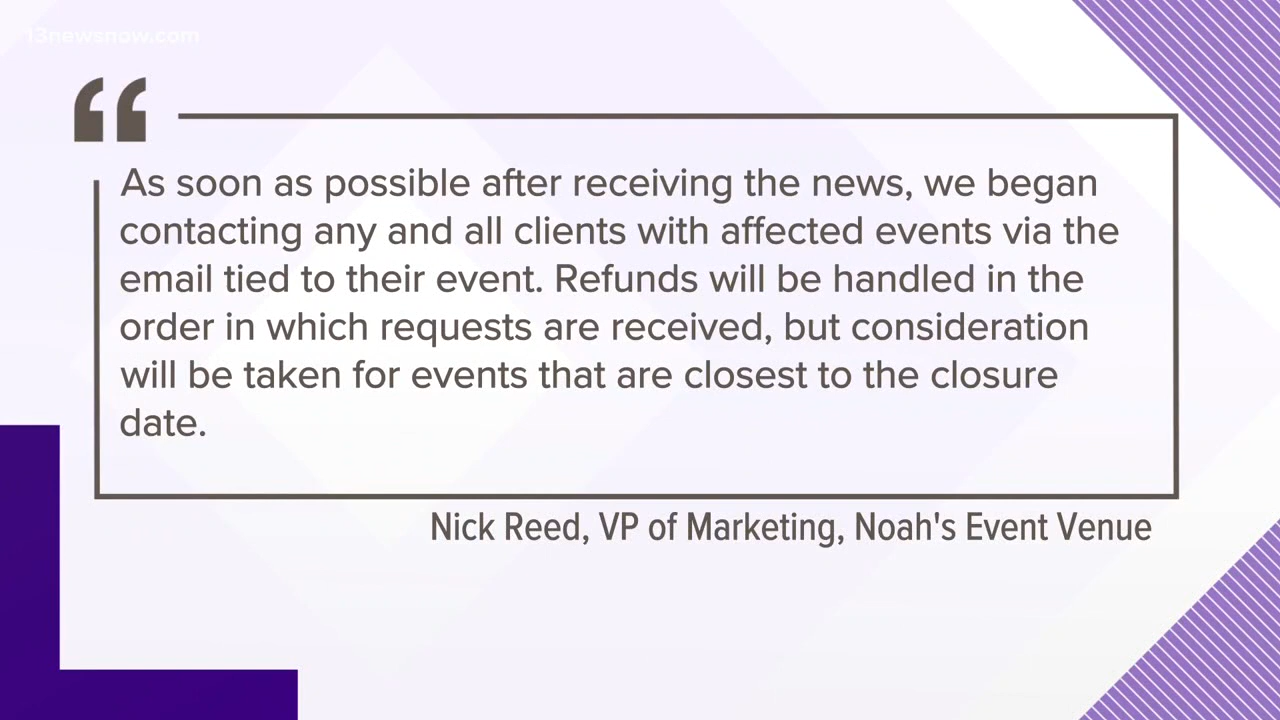 13newsnow.com
“
As soon as possible after receiving the news, we began
contacting any and all clients with affected events via the
email tied to their event. Refunds will be handled in the
order in which requests are received, but consideration
will be taken for events that are closest to the closure
date.
Nick Reed, VP of Marketing, Noah's Event Venue